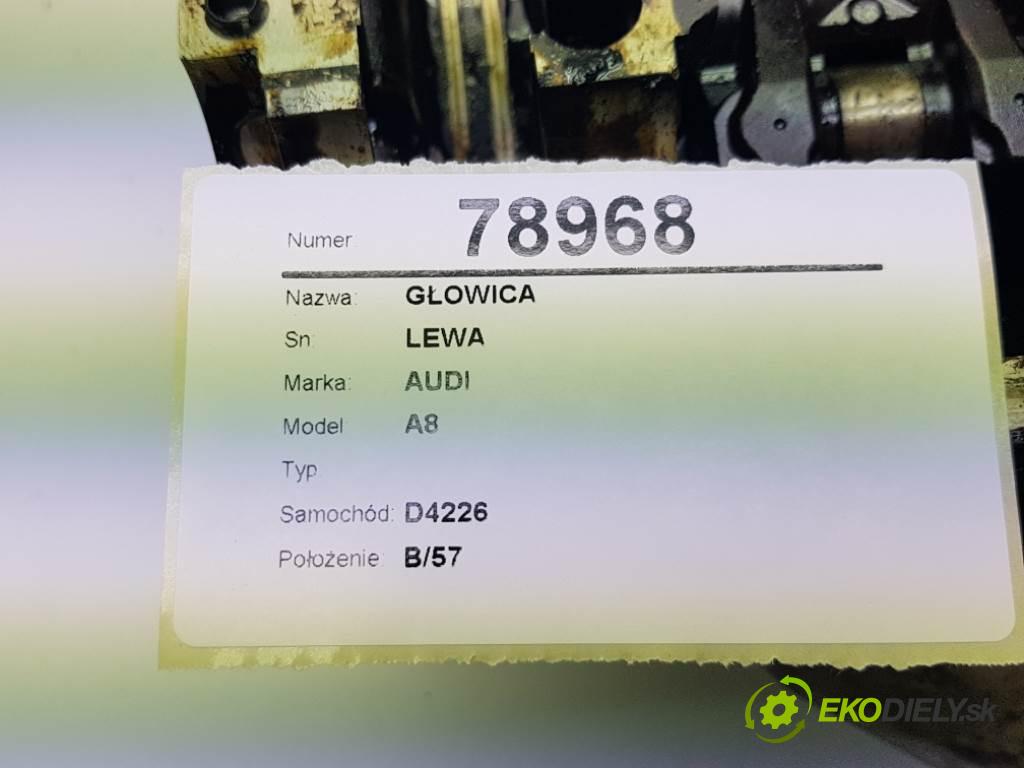 Numer: 78968
Nazwa: GŁOWICA
Sn: LEWA
Marka: AUDI
Model A8
Typ
Samochód: D4226
Położenie: B/57
EKODIELY.sk